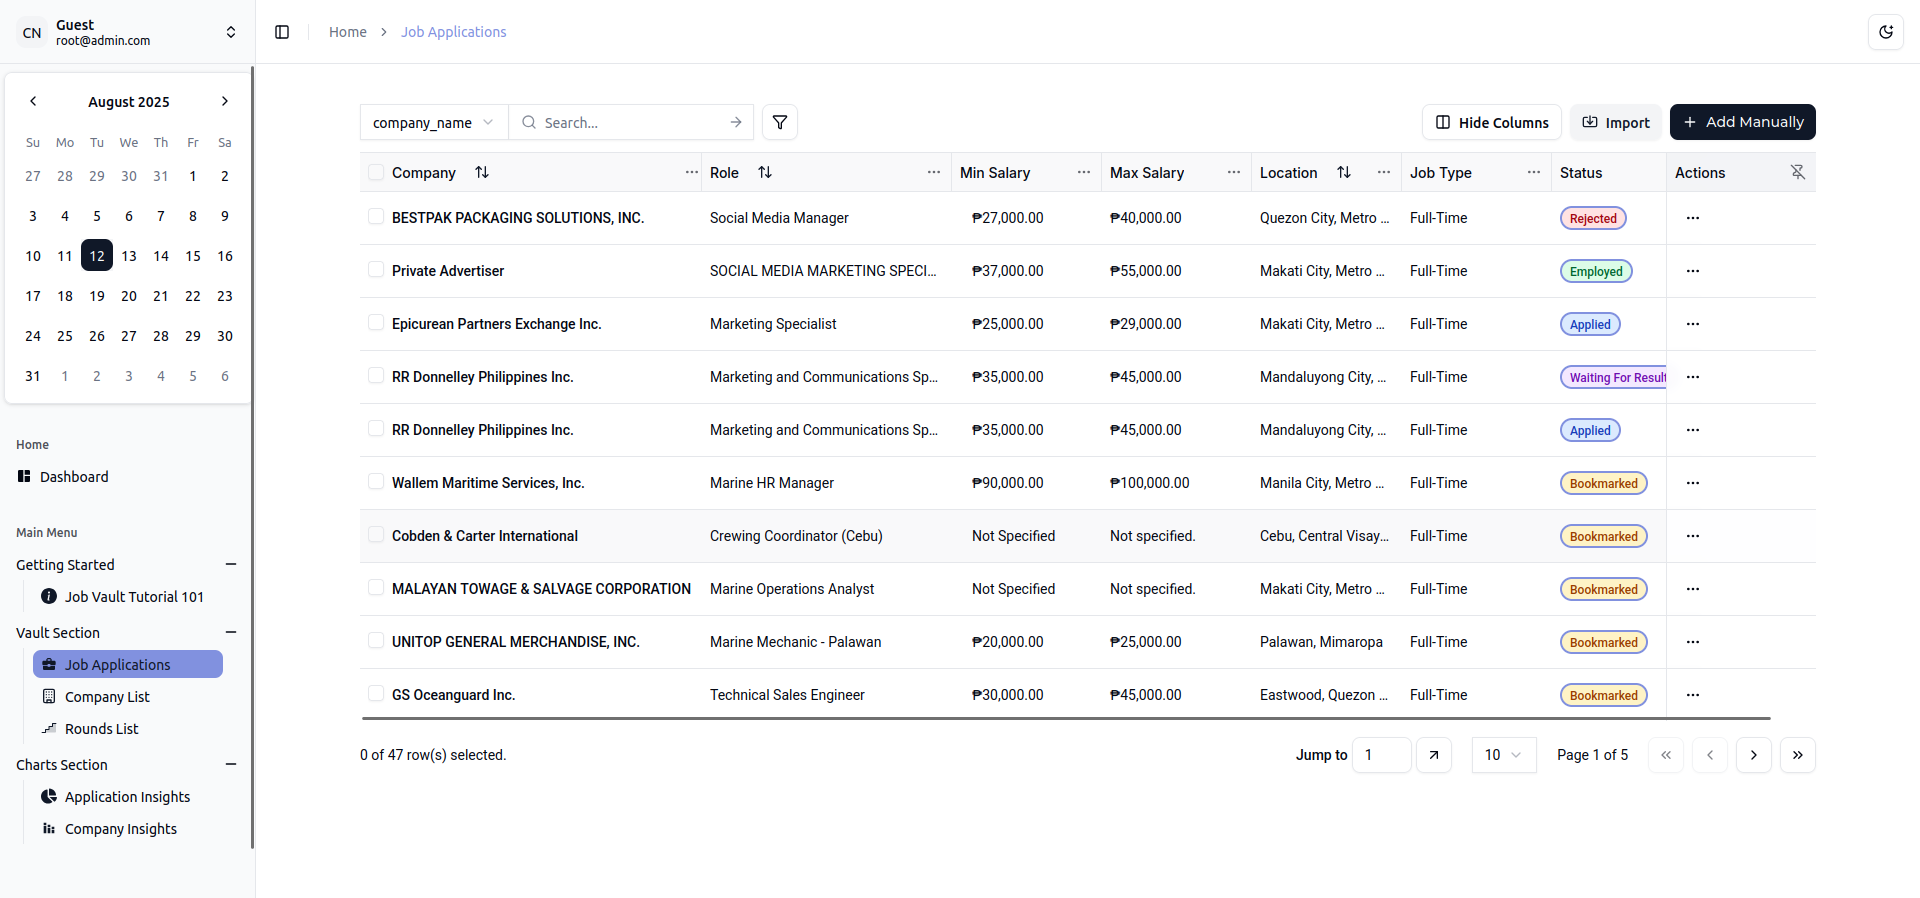 CN
Guest
root@admin.com
August 2025
Su Mo Tu We Th Fr Sa
27 28 29 30 31 1 2
3 4 5 6 7 8 9
10 11 12 13 14 15 16
17 18 19 20 21 22 23
24 25 26 27 28 29 30
31 1 2 3 4 5 6
Home
Dashboard
Main Menu
Getting Started
Job Vault Tutorial 101
Vault Section
Job Applications
Company List
Rounds List
Charts Section
Application Insights
Company Insights
Home > Job Applications
company_name Search... Hide Columns Import + Add Manually
Company Role Min Salary Max Salary Location Job Type Status Actions
BESTPAK PACKAGING SOLUTIONS, INC. Social Media Manager ₱27,000.00 ₱40,000.00 Quezon City, Metro ... Full-Time Rejected
Private Advertiser SOCIAL MEDIA MARKETING SPECI... ₱37,000.00 ₱55,000.00 Makati City, Metro ... Full-Time Employed
Epicurean Partners Exchange Inc. Marketing Specialist ₱25,000.00 ₱29,000.00 Makati City, Metro ... Full-Time Applied
RR Donnelley Philippines Inc. Marketing and Communications Sp... ₱35,000.00 ₱45,000.00 Mandaluyong City, ... Full-Time Waiting For Result
RR Donnelley Philippines Inc. Marketing and Communications Sp... ₱35,000.00 ₱45,000.00 Mandaluyong City, ... Full-Time Applied
Wallem Maritime Services, Inc. Marine HR Manager ₱90,000.00 ₱100,000.00 Manila City, Metro ... Full-Time Bookmarked
Cobden & Carter International Crewing Coordinator (Cebu) Not Specified Not specified. Cebu, Central Visay... Full-Time Bookmarked
MALAYAN TOWAGE & SALVAGE CORPORATION Marine Operations Analyst Not Specified Not specified. Makati City, Metro ... Full-Time Bookmarked
UNITOP GENERAL MERCHANDISE, INC. Marine Mechanic - Palawan ₱20,000.00 ₱25,000.00 Palawan, Mimaropa Full-Time Bookmarked
GS Oceanguard Inc. Technical Sales Engineer ₱30,000.00 ₱45,000.00 Eastwood, Quezon ... Full-Time Bookmarked
0 of 47 row(s) selected. Jump to 1 10 Page 1 of 5